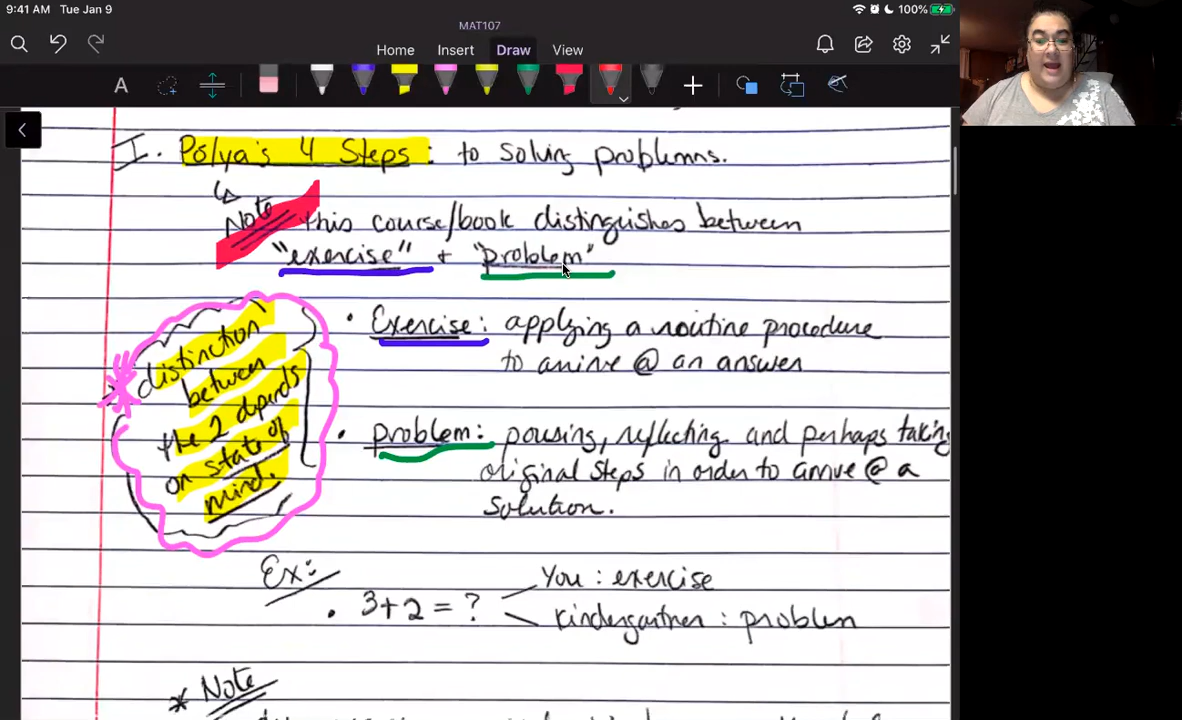 9:41 AM Tue Jan 9
100%
MAT107
Home Insert Draw View
I. Polya's 4 Steps: to solving problems.
Note this course/book distinguishes between
"exercise" + "problem"
• Exercise: applying a routine procedure
to arrive @ an answer
distinction
between
the 2 depends
on state of
mind.
• problem: pausing, reflecting and perhaps taking
original steps in order to arrive @ a
solution.
Ex:
• 3+2 = ?
You : exercise
kindergartner : problem
* Note